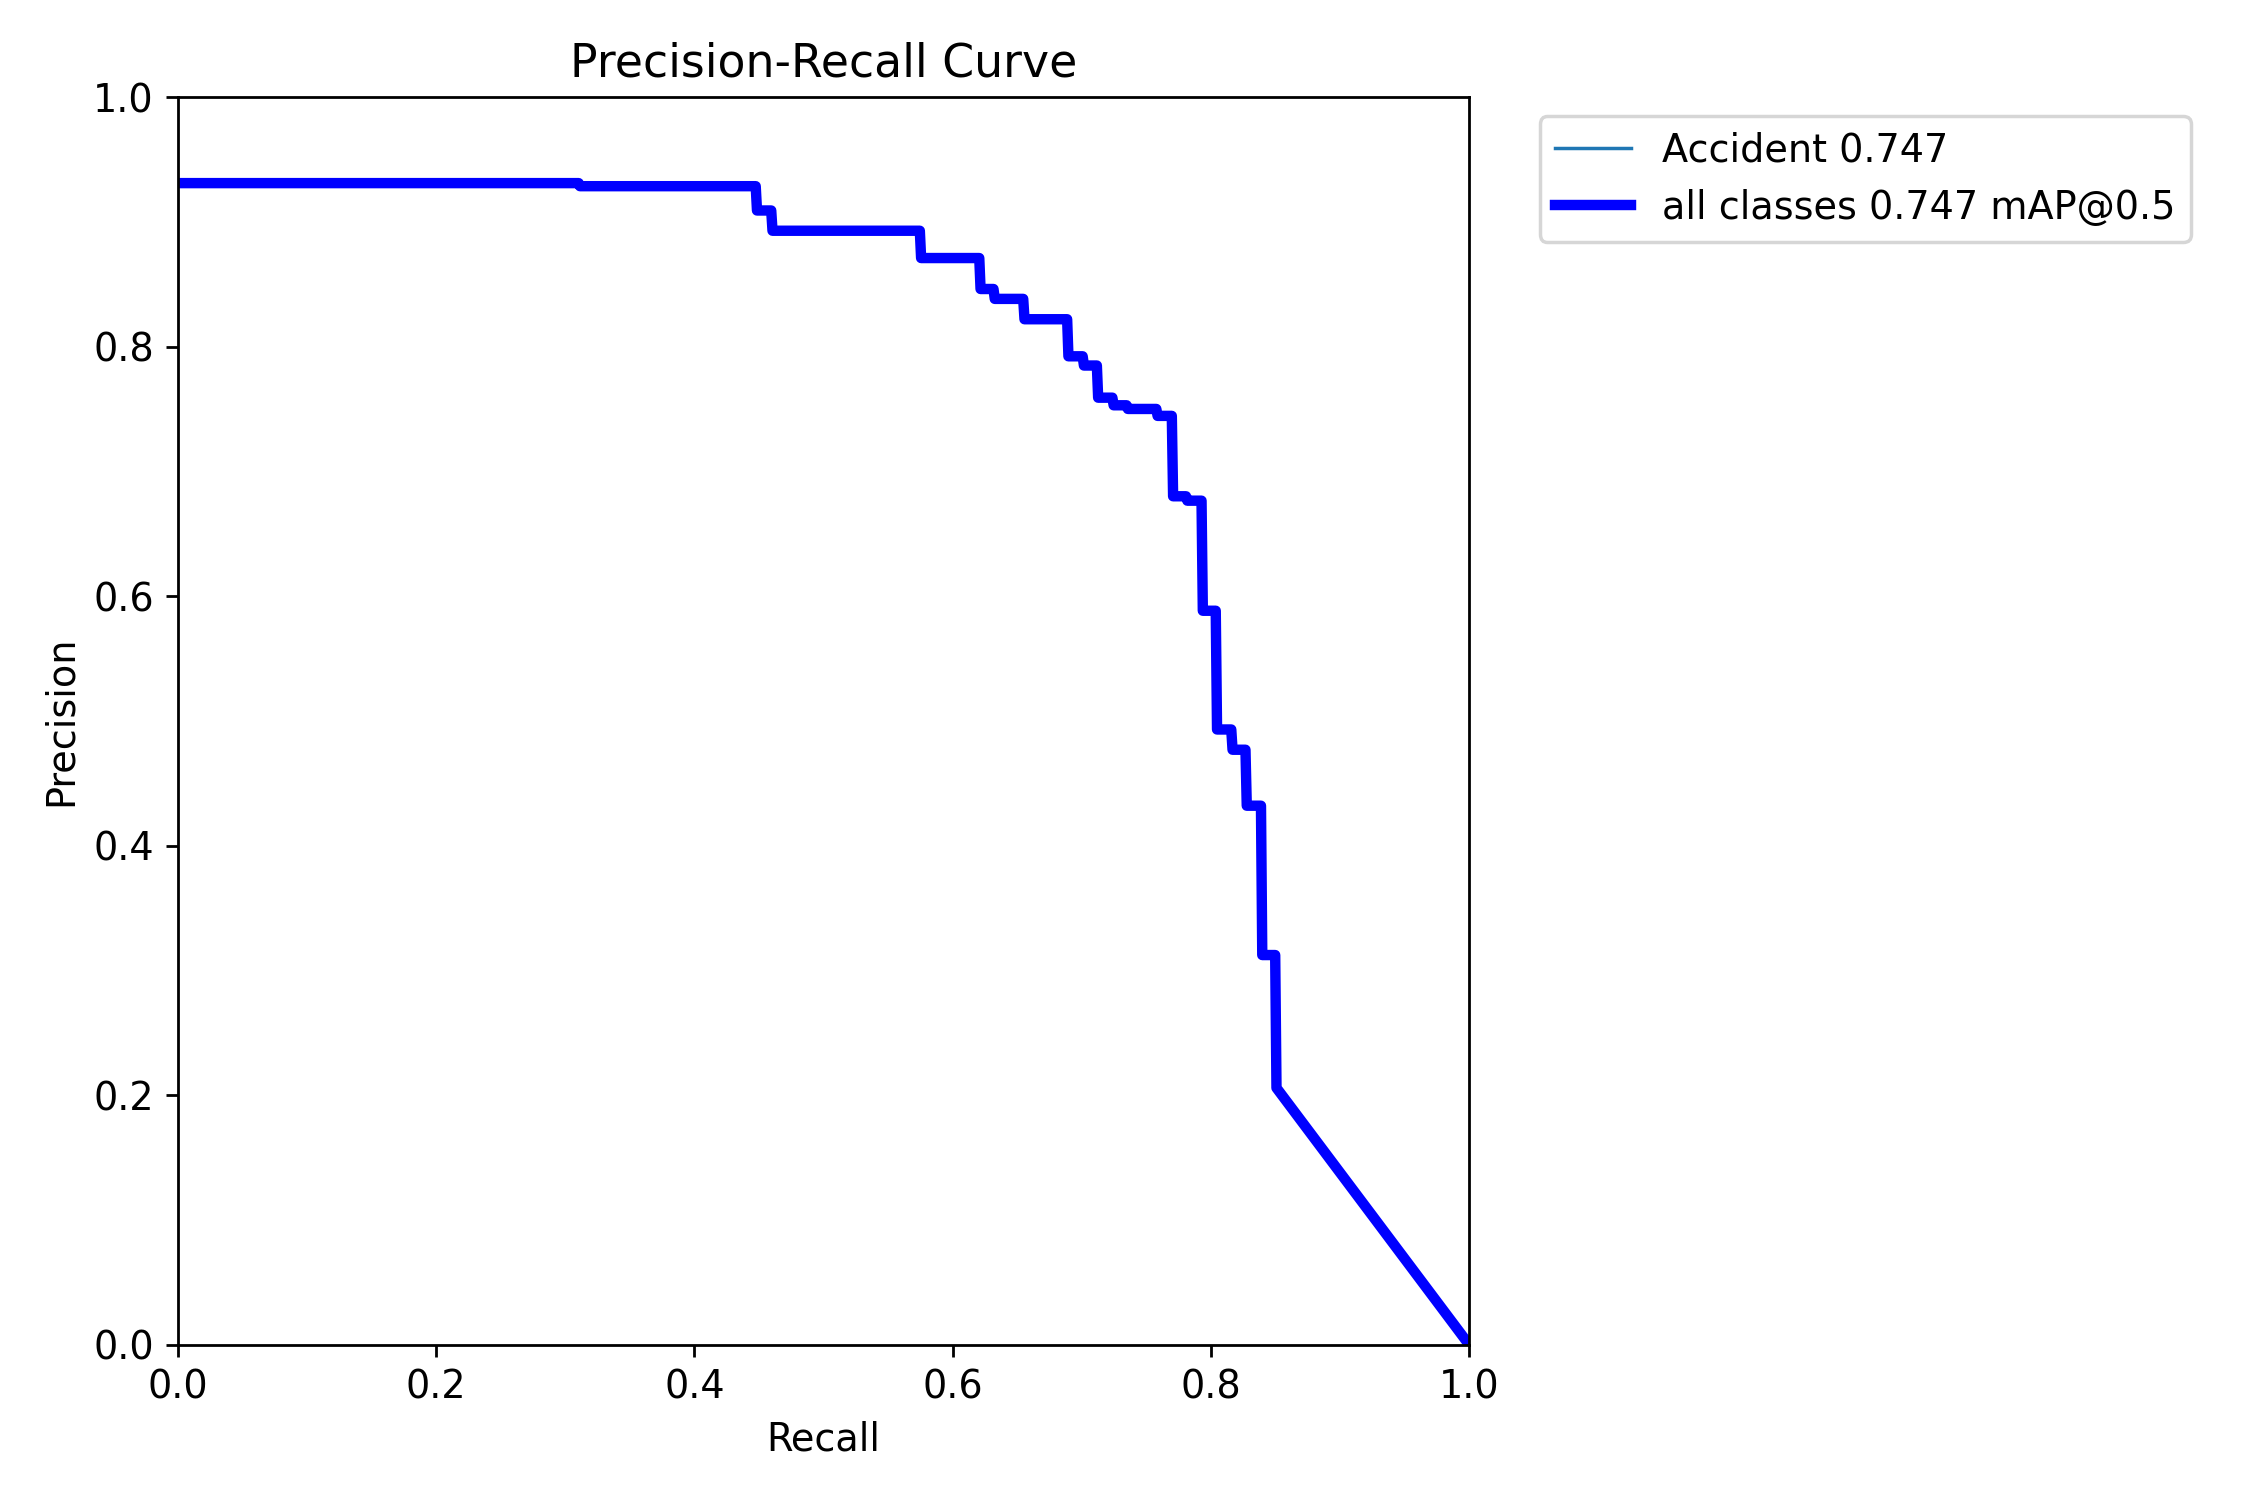 Precision-Recall Curve
1.0
0.8
0.6
0.4
0.2
0.0
Precision
0.0 0.2 0.4 0.6 0.8 1.0
Recall
Accident 0.747
all classes 0.747 mAP@0.5